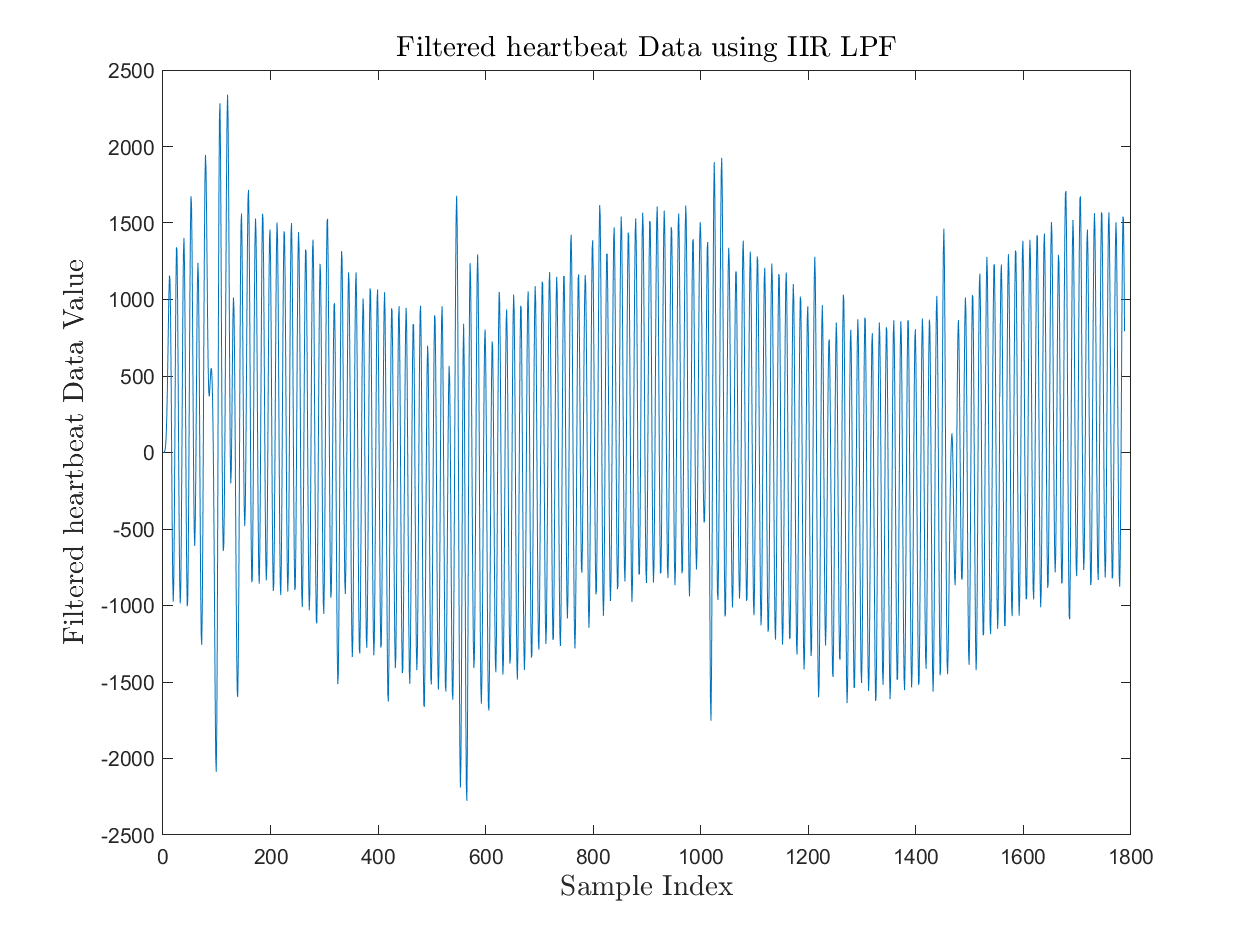 Filtered heartbeat Data using IIR LPF
2500
2000
1500
1000
500
0
-500
-1000
-1500
-2000
-2500
Filtered heartbeat Data Value
0 200 400 600 800 1000 1200 1400 1600 1800
Sample Index